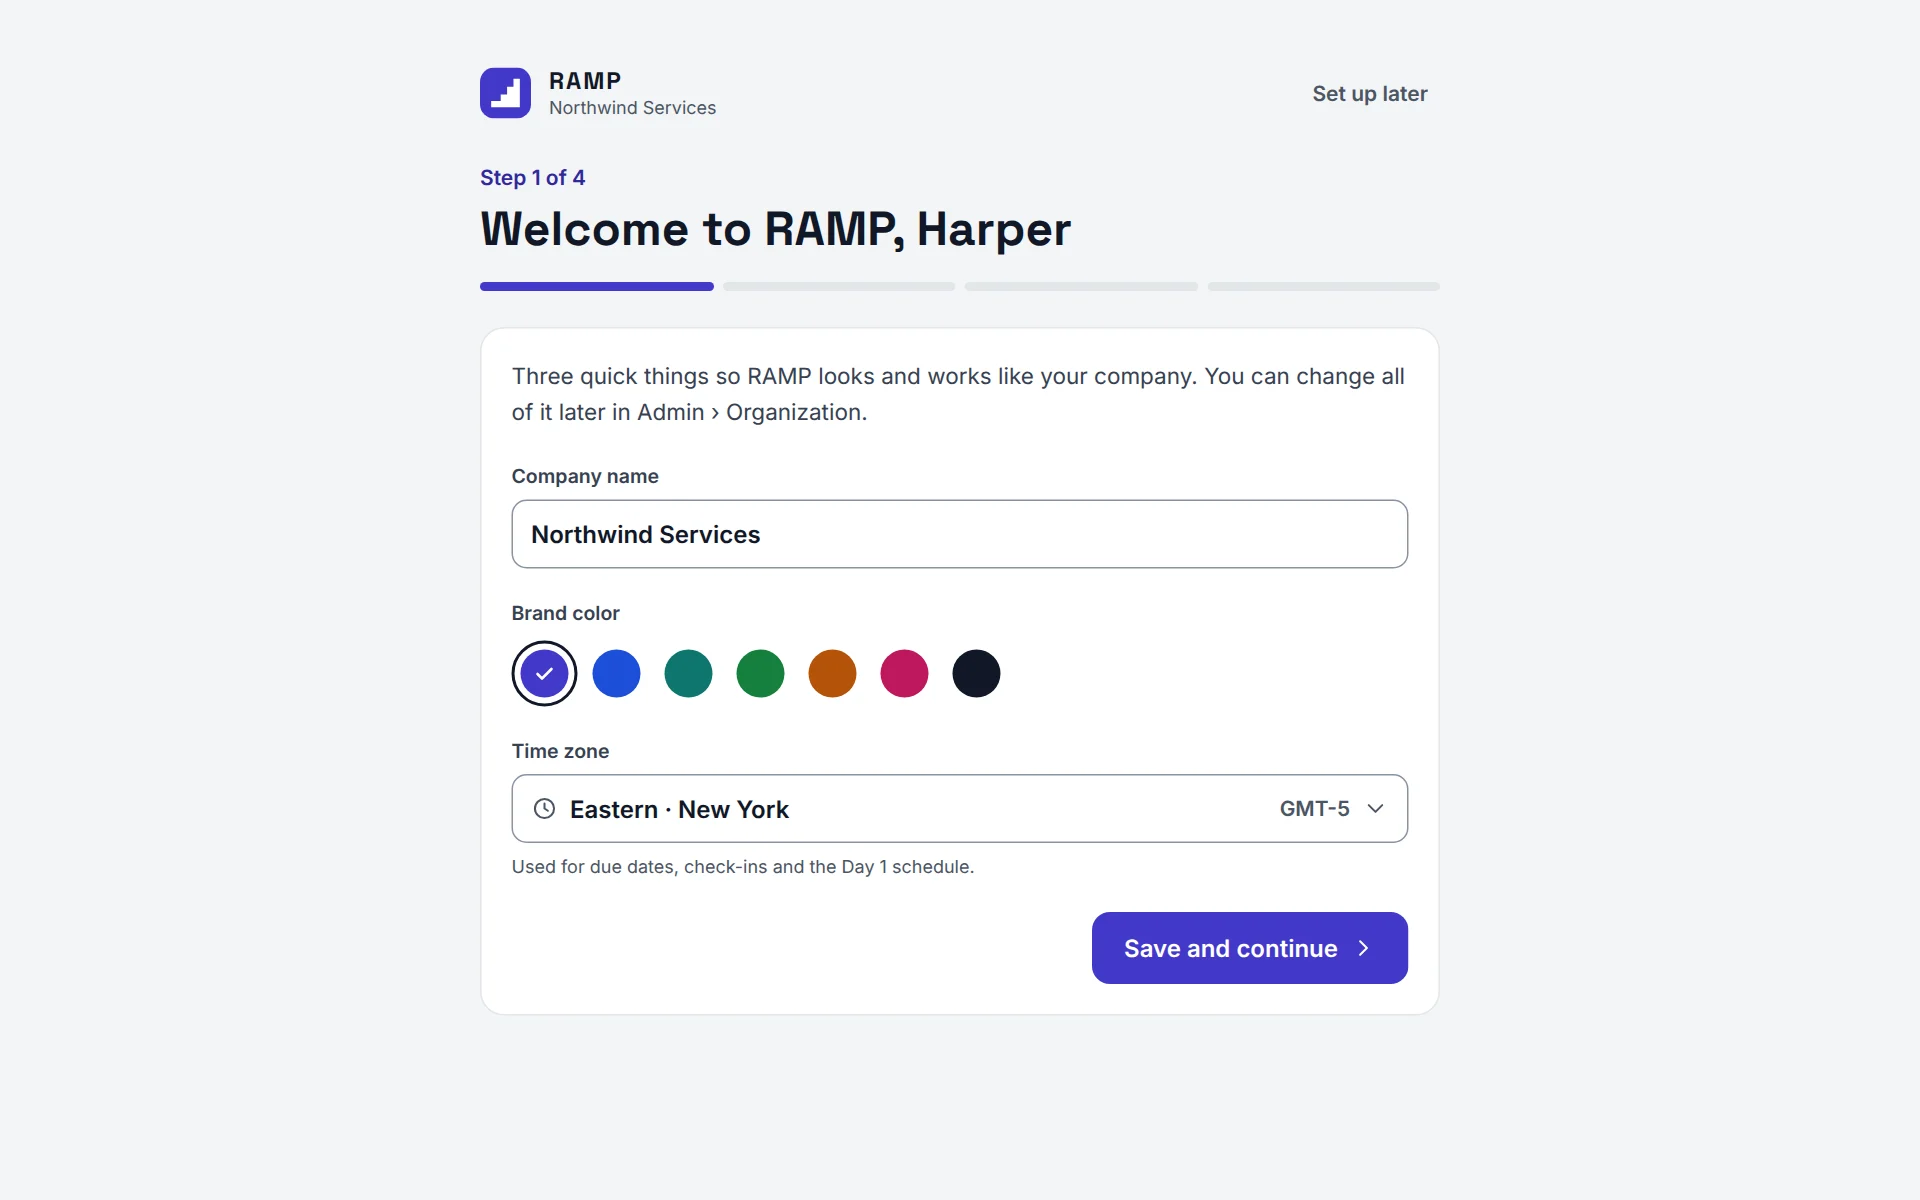 RAMP
Northwind Services
Set up later
Step 1 of 4
Welcome to RAMP, Harper
Three quick things so RAMP looks and works like your company. You can change all
of it later in Admin › Organization.
Company name
Northwind Services
Brand color
Time zone
Eastern · New York
GMT-5
Used for due dates, check-ins and the Day 1 schedule.
Save and continue